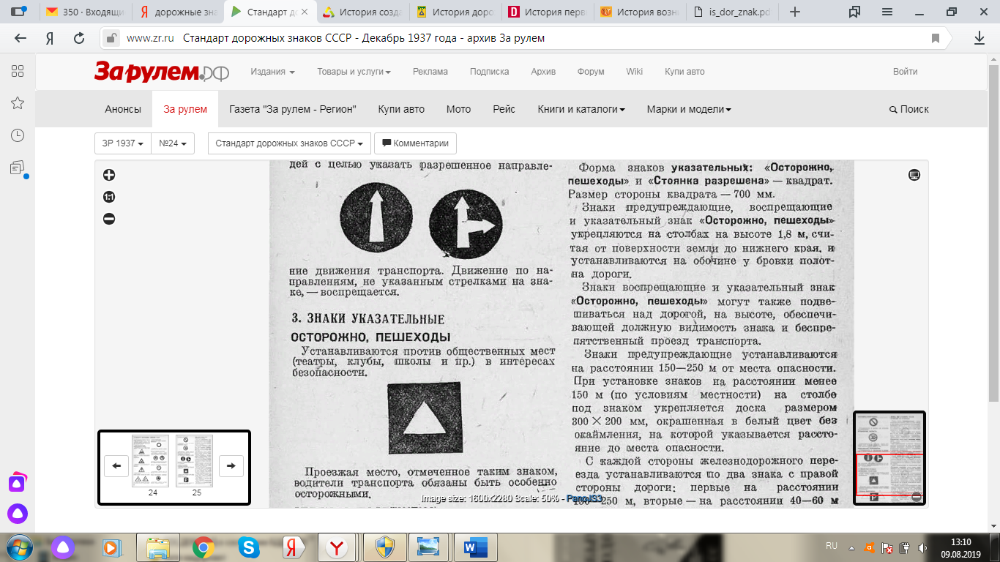 350 · Входящи
дорожные зна
Стандарт до
История созд
История доро
История перв
История возн
is_dor_znak.pd
www.zr.ru Стандарт дорожных знаков СССР - Декабрь 1937 года - архив За рулем
За рулем.РФ
Издания Товары и услуги Реклама Подписка Архив Форум Wiki Купи авто Войти
Анонсы За рулем Газета "За рулем - Регион" Купи авто Мото Рейс Книги и каталоги Марки и модели Поиск
ЗР 1937 №24 Стандарт дорожных знаков СССР Комментарии
1:1
дей с целью указать разрешенное направле-
ние движения транспорта. Движение по на-
правлениям, не указанным стрелками на зна-
ке, — воспрещается.
3. ЗНАКИ УКАЗАТЕЛЬНЫЕ
ОСТОРОЖНО, ПЕШЕХОДЫ
Устанавливаются против общественных мест
(театры, клубы, школы и пр.) в интересах
безопасности.
Проезжая место, отмеченное таким знаком,
водители транспорта обязаны быть особенно
осторожными.
Форма знаков указательных: «Осторожно,
пешеходы» и «Стоянка разрешена» — квадрат.
Размер стороны квадрата — 700 мм.
Знаки предупреждающие, воспрещающие
и указательный знак «Осторожно, пешеходы»
укрепляются на столбах на высоте 1,8 м, счи-
тая от поверхности земли до нижнего края, и
устанавливаются на обочине у бровки полот-
на дороги.
Знаки воспрещающие и указательный знак
«Осторожно, пешеходы» могут также подве-
шиваться над дорогой, на высоте, обеспечи-
вающей должную видимость знака и беспре-
пятственный проезд транспорта.
Знаки предупреждающие устанавливаются
на расстоянии 150—250 м от места опасности.
При установке знаков на расстоянии менее
150 м (по условиям местности) на столбе
под знаком укрепляется доска размером
300 × 200 мм, окрашенная в белый цвет без
окаймления, на которой указывается рассто-
яние до места опасности.
С каждой стороны железнодорожного пере-
езда устанавливаются по два знака с правой
стороны дороги: первые на расстоянии
150—250 м, вторые — на расстоянии 40—60 м
Image size: 1600x2280 Scale: 50% - PanoJS3
24 25
RU
13:10
09.08.2019